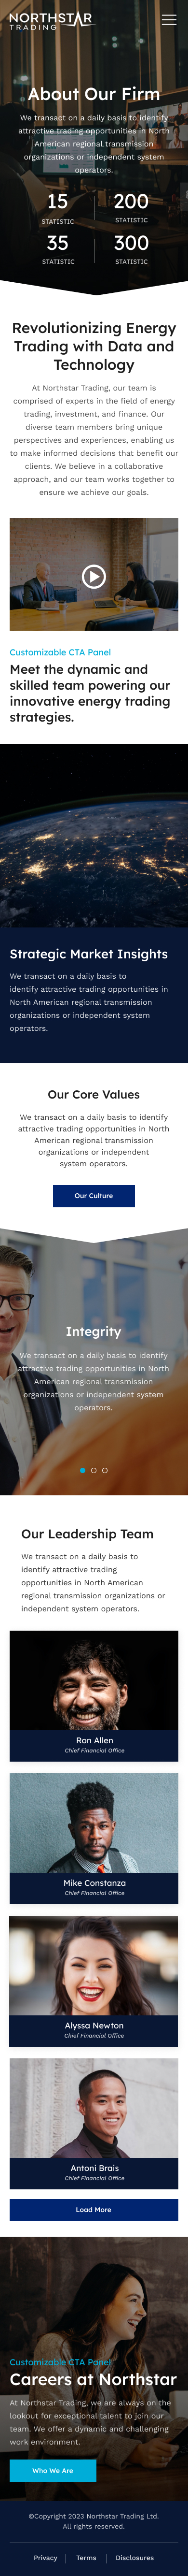 NORTHSTAR
TRADING
About Our Firm
We transact on a daily basis to identify
attractive trading opportunities in North
American regional transmission
organizations or independent system
operators.
15
STATISTIC
200
STATISTIC
35
STATISTIC
300
STATISTIC
Revolutionizing Energy
Trading with Data and
Technology
At Northstar Trading, our team is
comprised of experts in the field of energy
trading, investment, and finance. Our
diverse team members bring unique
perspectives and experiences, enabling us
to make informed decisions that benefit our
clients. We believe in a collaborative
approach, and our team works together to
ensure we achieve our goals.
Customizable CTA Panel
Meet the dynamic and
skilled team powering our
innovative energy trading
strategies.
Strategic Market Insights
We transact on a daily basis to
identify attractive trading opportunities in
North American regional transmission
organizations or independent system
operators.
Our Core Values
We transact on a daily basis to identify
attractive trading opportunities in North
American regional transmission
organizations or independent
system operators.
Our Culture
Integrity
We transact on a daily basis to identify
attractive trading opportunities in North
American regional transmission
organizations or independent system
operators.
Our Leadership Team
We transact on a daily basis to
identify attractive trading
opportunities in North American
regional transmission organizations or
independent system operators.
Ron Allen
Chief Financial Office
Mike Constanza
Chief Financial Office
Alyssa Newton
Chief Financial Office
Antoni Brais
Chief Financial Office
Load More
Customizable CTA Panel
Careers at Northstar
At Northstar Trading, we are always on the
lookout for exceptional talent to join our
team. We offer a dynamic and challenging
work environment.
Who We Are
©Copyright 2023 Northstar Trading Ltd.
All rights reserved.
Privacy | Terms | Disclosures